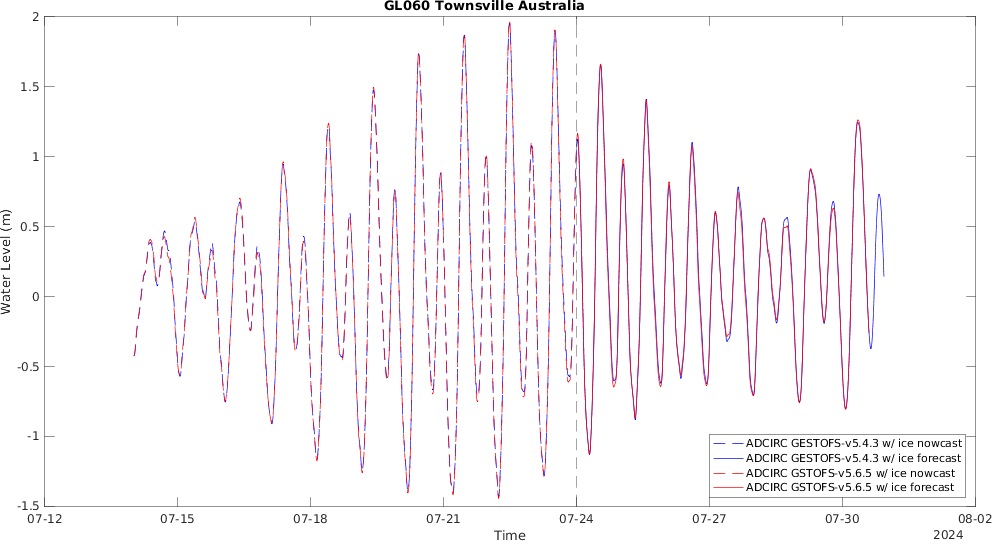 GL060 Townsville Australia
2
1.5
1
0.5
0
-0.5
-1
-1.5
Water Level (m)
07-12
07-15
07-18
07-21
07-24
07-27
07-30
08-02
Time
2024
ADCIRC GESTOFS-v5.4.3 w/ ice nowcast
ADCIRC GESTOFS-v5.4.3 w/ ice forecast
ADCIRC GSTOFS-v5.6.5 w/ ice nowcast
ADCIRC GSTOFS-v5.6.5 w/ ice forecast